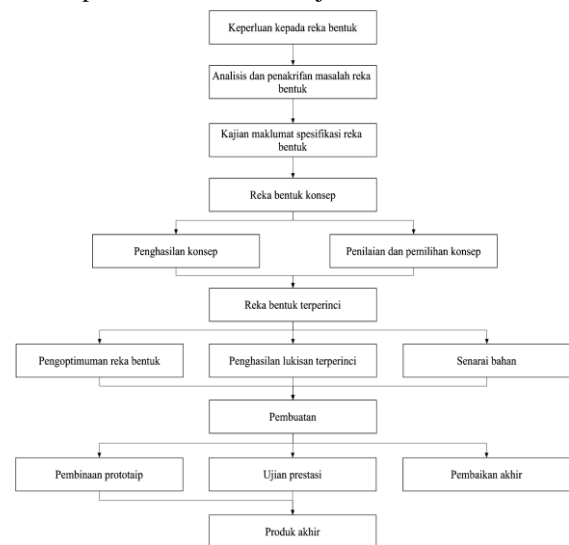 Keperluan kepada reka bentuk
Analisis dan penakrifan masalah reka
bentuk
Kajian maklumat spesifikasi reka
bentuk
Reka bentuk konsep
Penghasilan konsep
Penilaian dan pemilihan konsep
Reka bentuk terperinci
Pengoptimuman reka bentuk
Penghasilan lukisan terperinci
Senarai bahan
Pembuatan
Pembinaan prototaip
Ujian prestasi
Pembaikan akhir
Produk akhir